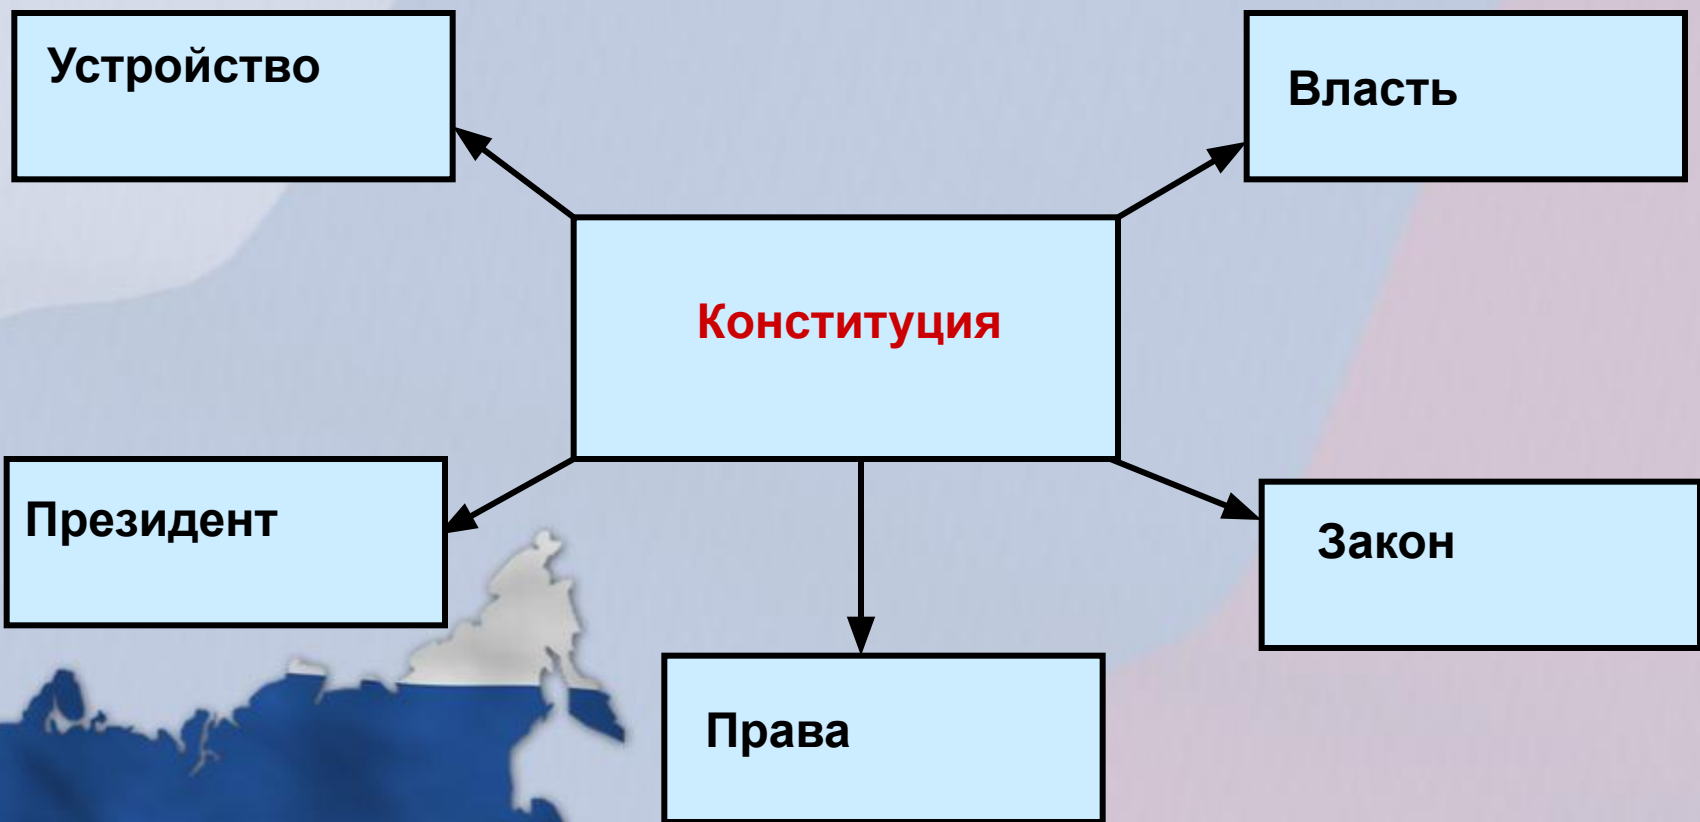 Устройство
Власть
Конституция
Президент
Закон
Права